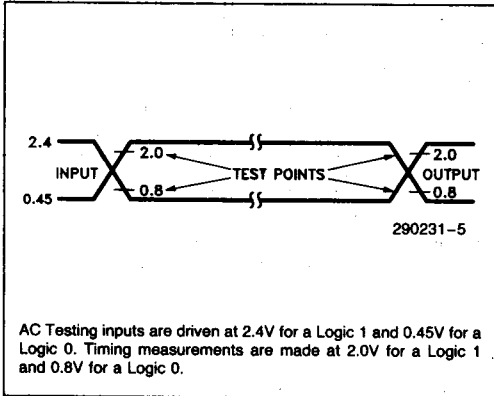 2.4
2.0 2.0
INPUT TEST POINTS OUTPUT
0.8 0.8
0.45
290231-5
AC Testing inputs are driven at 2.4V for a Logic 1 and 0.45V for a
Logic 0. Timing measurements are made at 2.0V for a Logic 1
and 0.8V for a Logic 0.